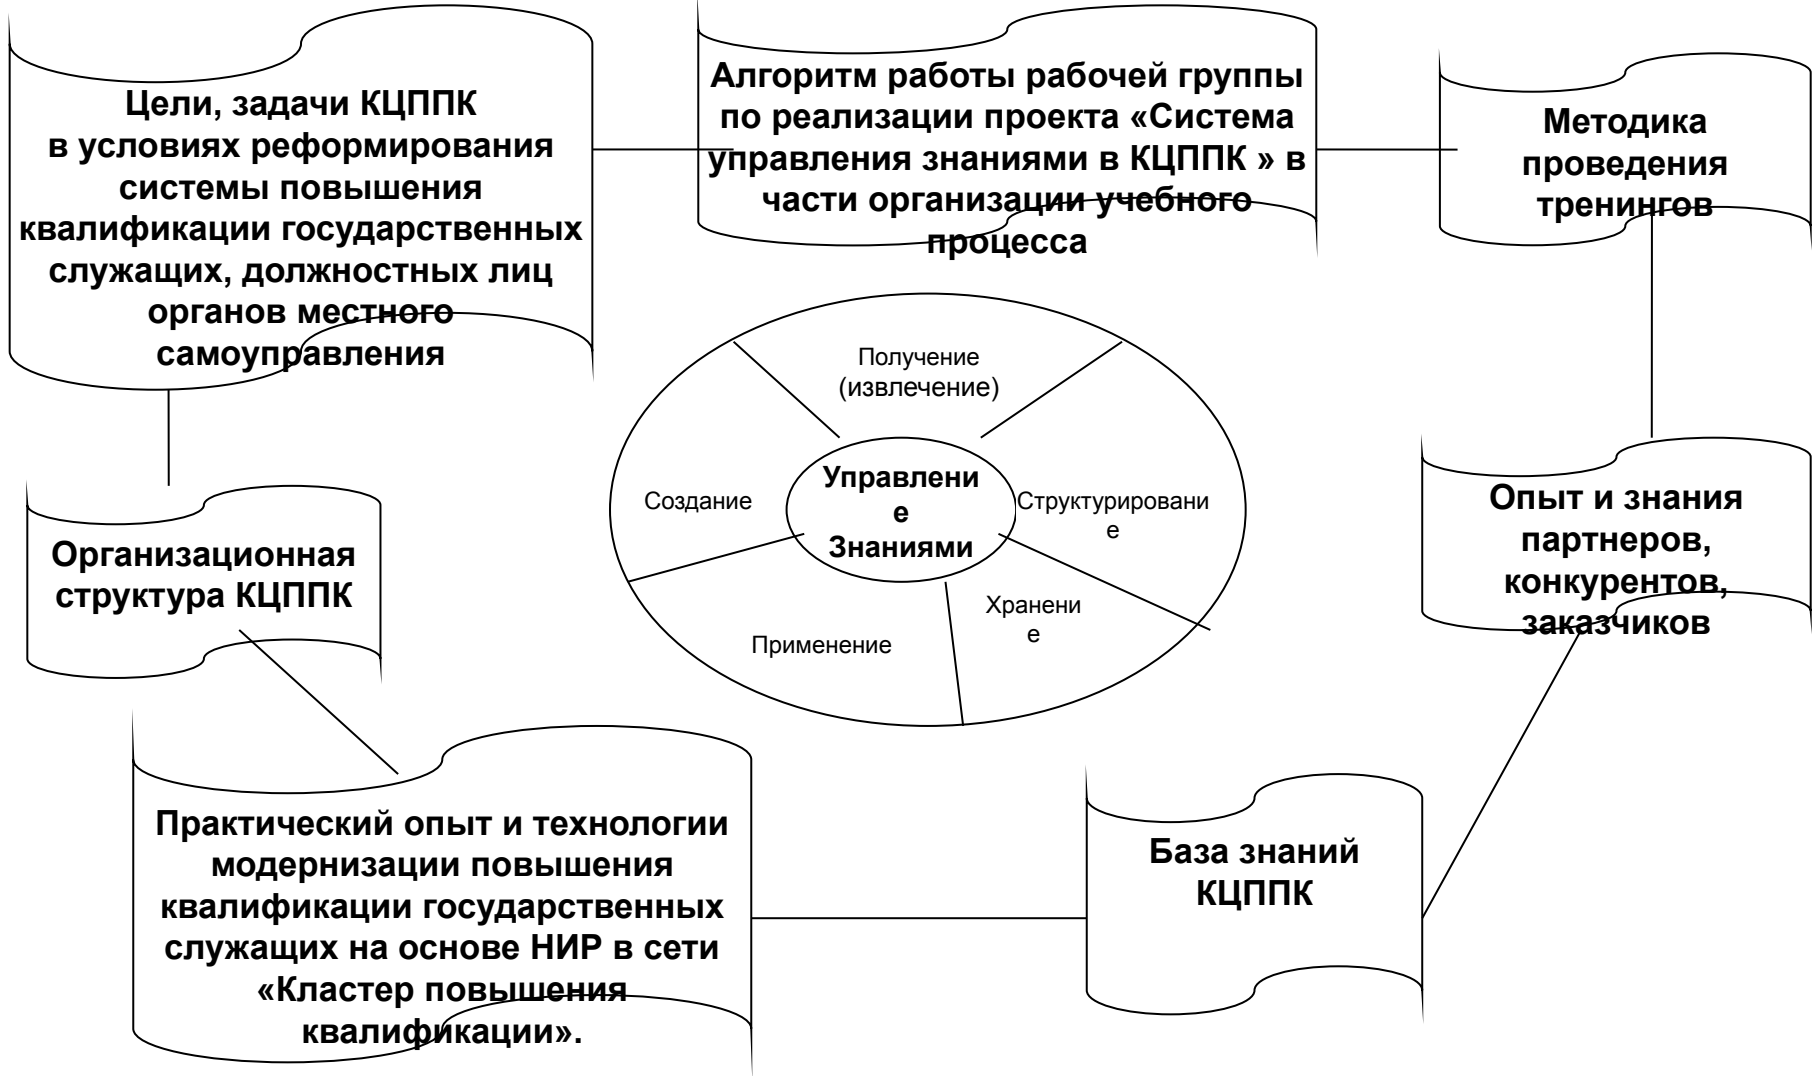 Цели, задачи КЦППК
в условиях реформирования
системы повышения
квалификации государственных
служащих, должностных лиц
органов местного
самоуправления
Алгоритм работы рабочей группы
по реализации проекта «Система
управления знаниями в КЦППК » в
части организации учебного
процесса
Методика
проведения
тренингов
Получение
(извлечение)
Создание
Управлени
е
Знаниями
Структурировани
е
Хранени
е
Применение
Организационная
структура КЦППК
Опыт и знания
партнеров,
конкурентов,
заказчиков
Практический опыт и технологии
модернизации повышения
квалификации государственных
служащих на основе НИР в сети
«Кластер повышения
квалификации».
База знаний
КЦППК